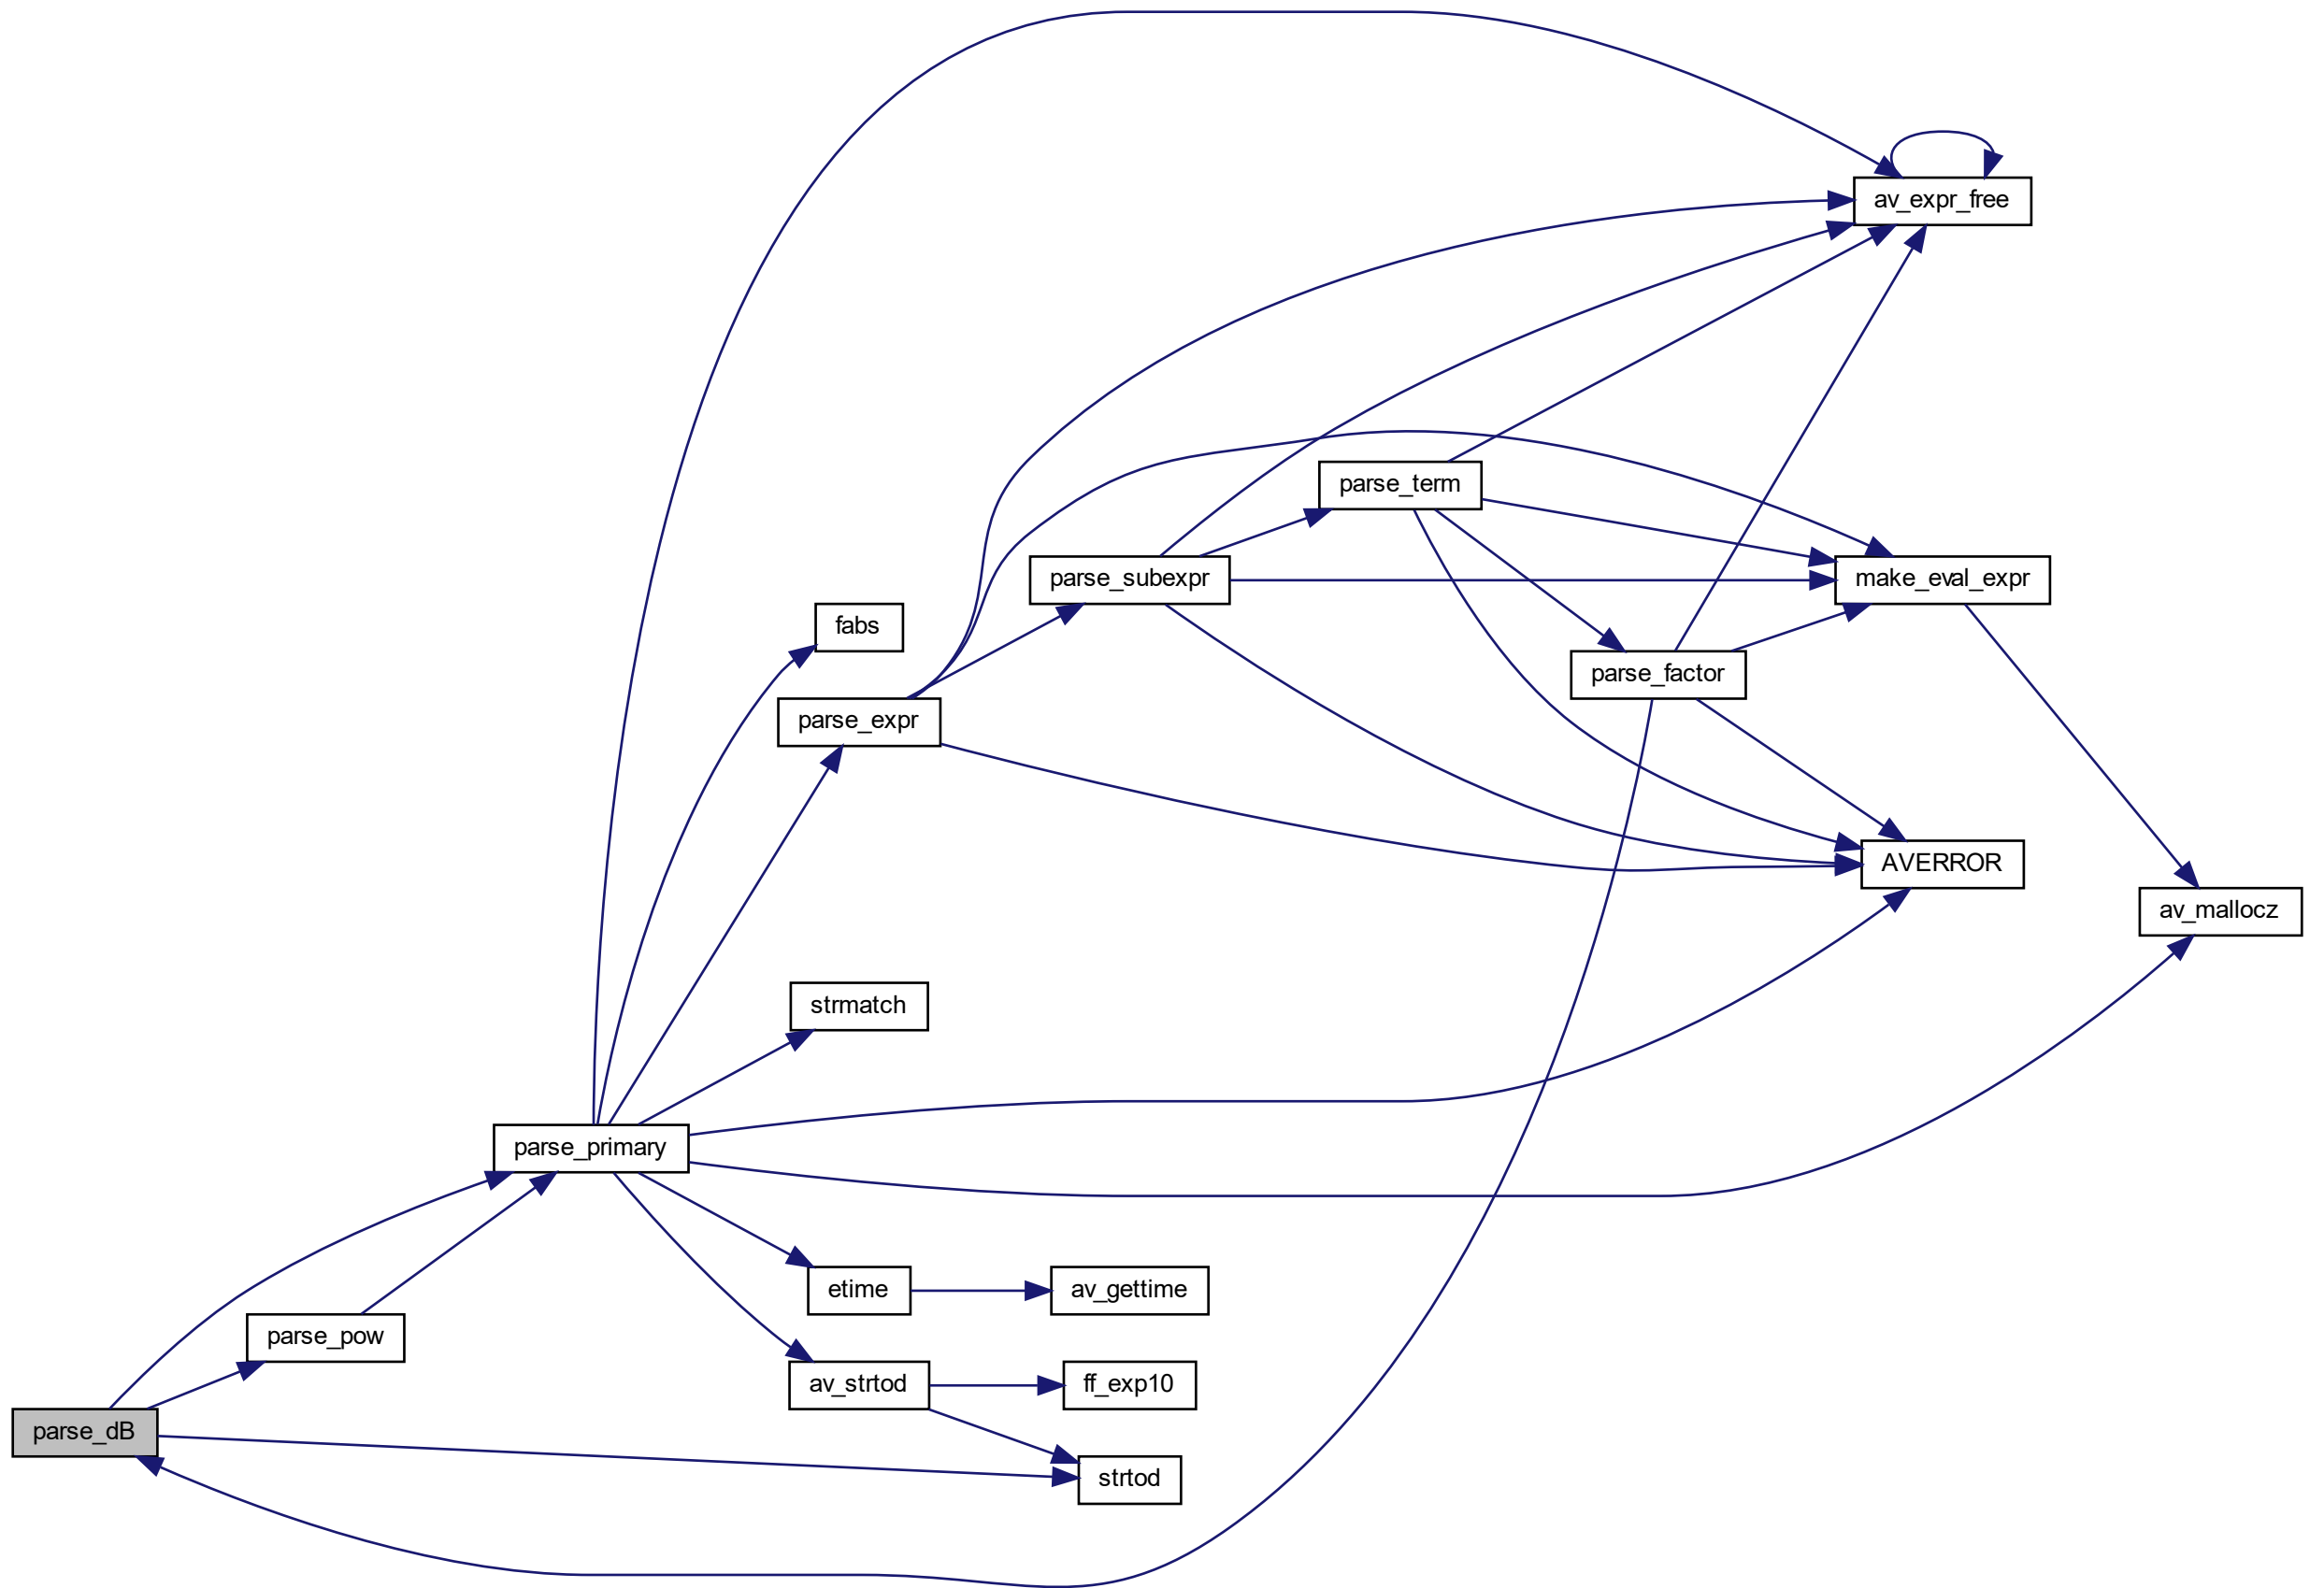 av_expr_free
parse_term
parse_subexpr
make_eval_expr
fabs
parse_factor
parse_expr
AVERROR
av_mallocz
strmatch
parse_primary
etime
av_gettime
parse_pow
av_strtod
ff_exp10
parse_dB
strtod